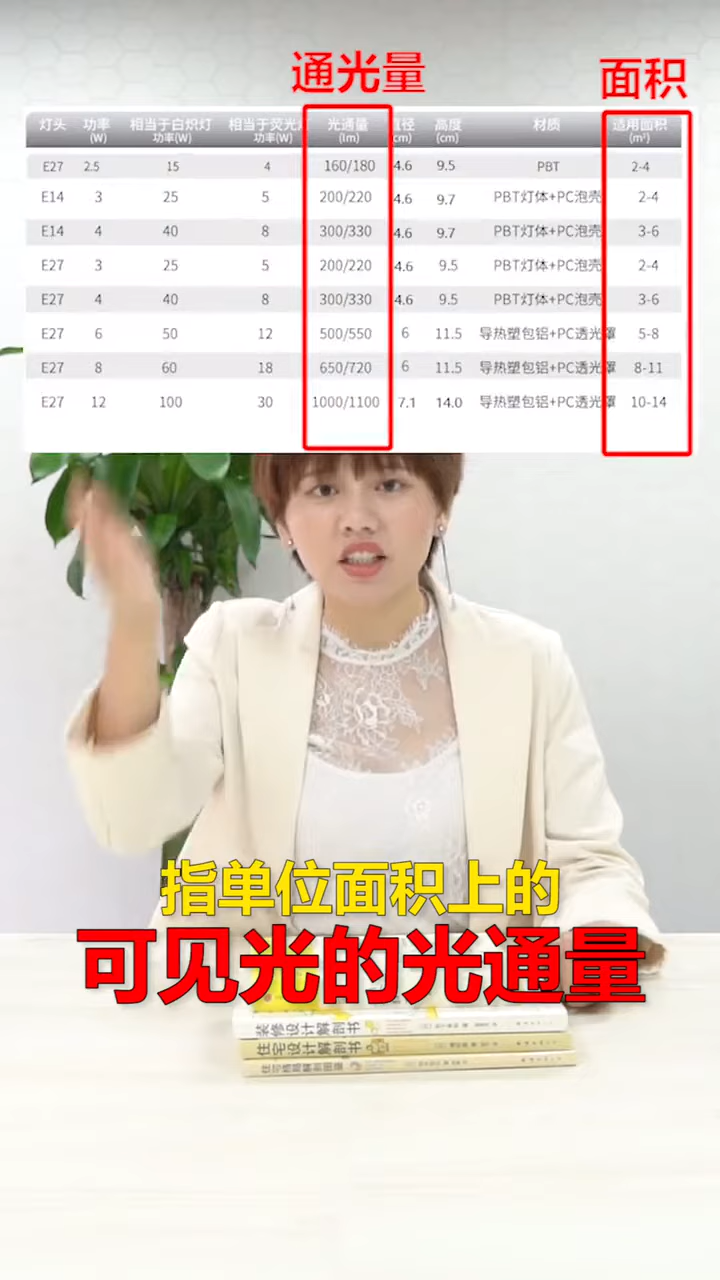 通光量
面积
灯头 功率(W) 相当于白炽灯功率(W) 相当于荧光 功率(W) 光通量(lm) 直径(cm) 高度(cm) 材质 适用面积(m²)
E27 2.5 15 4 160/180 4.6 9.5 PBT 2-4
E14 3 25 5 200/220 4.6 9.7 PBT灯体+PC泡壳 2-4
E14 4 40 8 300/330 4.6 9.7 PBT灯体+PC泡壳 3-6
E27 3 25 5 200/220 4.6 9.5 PBT灯体+PC泡壳 2-4
E27 4 40 8 300/330 4.6 9.5 PBT灯体+PC泡壳 3-6
E27 6 50 12 500/550 6 11.5 导热塑包铝+PC透光罩 5-8
E27 8 60 18 650/720 6 11.5 导热塑包铝+PC透光罩 8-11
E27 12 100 30 1000/1100 7.1 14.0 导热塑包铝+PC透光罩 10-14
指单位面积上的
可见光的光通量
装修设计解剖书
住宅设计解剖书